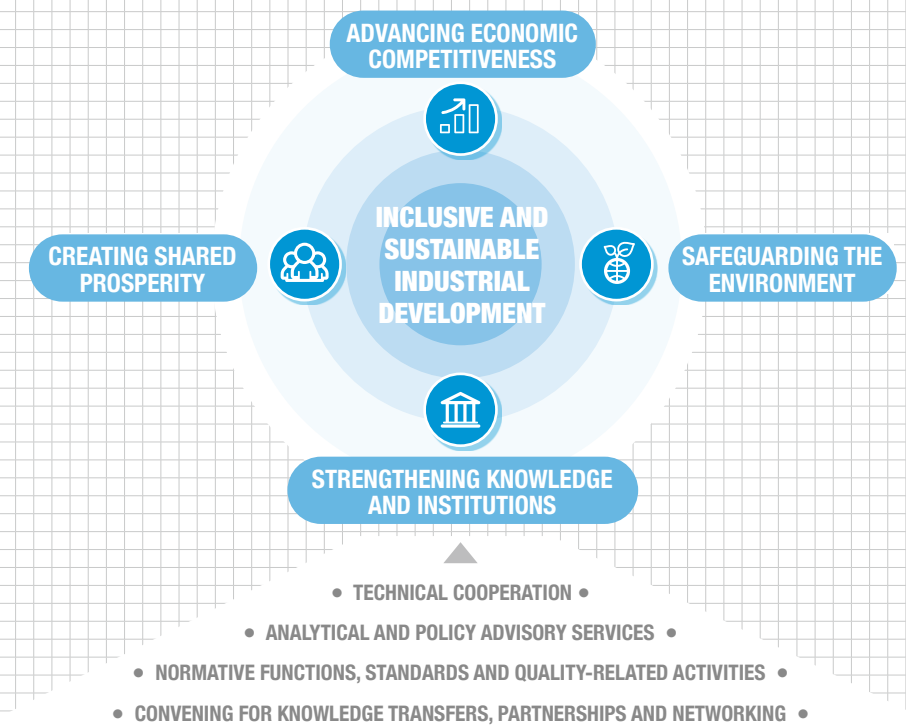 ADVANCING ECONOMIC
COMPETITIVENESS
INCLUSIVE AND
SUSTAINABLE
INDUSTRIAL
DEVELOPMENT
CREATING SHARED
PROSPERITY
SAFEGUARDING THE
ENVIRONMENT
STRENGTHENING KNOWLEDGE
AND INSTITUTIONS
• TECHNICAL COOPERATION •
• ANALYTICAL AND POLICY ADVISORY SERVICES •
• NORMATIVE FUNCTIONS, STANDARDS AND QUALITY-RELATED ACTIVITIES •
• CONVENING FOR KNOWLEDGE TRANSFERS, PARTNERSHIPS AND NETWORKING •